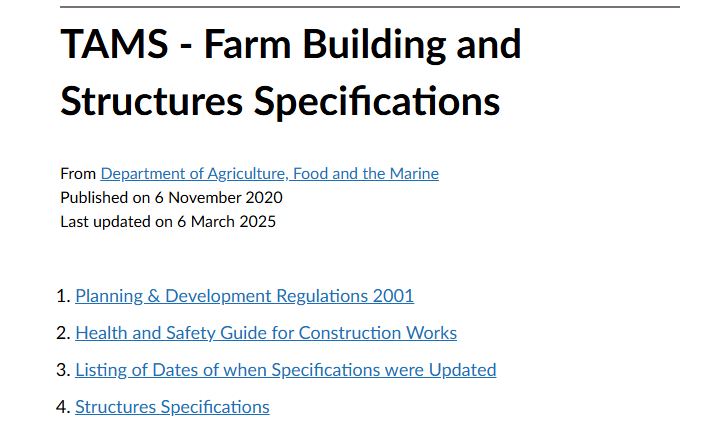 TAMS - Farm Building and
Structures Specifications
From Department of Agriculture, Food and the Marine
Published on 6 November 2020
Last updated on 6 March 2025
1. Planning & Development Regulations 2001
2. Health and Safety Guide for Construction Works
3. Listing of Dates of when Specifications were Updated
4. Structures Specifications